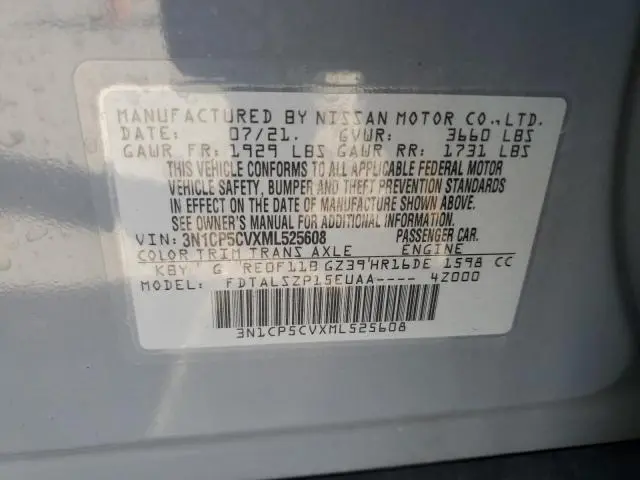 MANUFACTURED BY NISSAN MOTOR CO.,LTD.
DATE: 07/21. GVWR: 3660 LBS
GAWR FR: 1929 LBS GAWR RR: 1731 LBS
THIS VEHICLE CONFORMS TO ALL APPLICABLE FEDERAL MOTOR
VEHICLE SAFETY, BUMPER AND THEFT PREVENTION STANDARDS
IN EFFECT ON THE DATE OF MANUFACTURE SHOWN ABOVE.
SEE OWNER'S MANUAL FOR ADDITIONAL INFORMATION.
VIN: 3N1CP5CVXML525608 PASSENGER CAR.
COLOR TRIM TRANS AXLE ENGINE
KBY' G RE0F11B GZ39'HR16DE 1598 CC
MODEL: FDTALSZP15EUAA---- 4Z000
3N1CP5CVXML525608